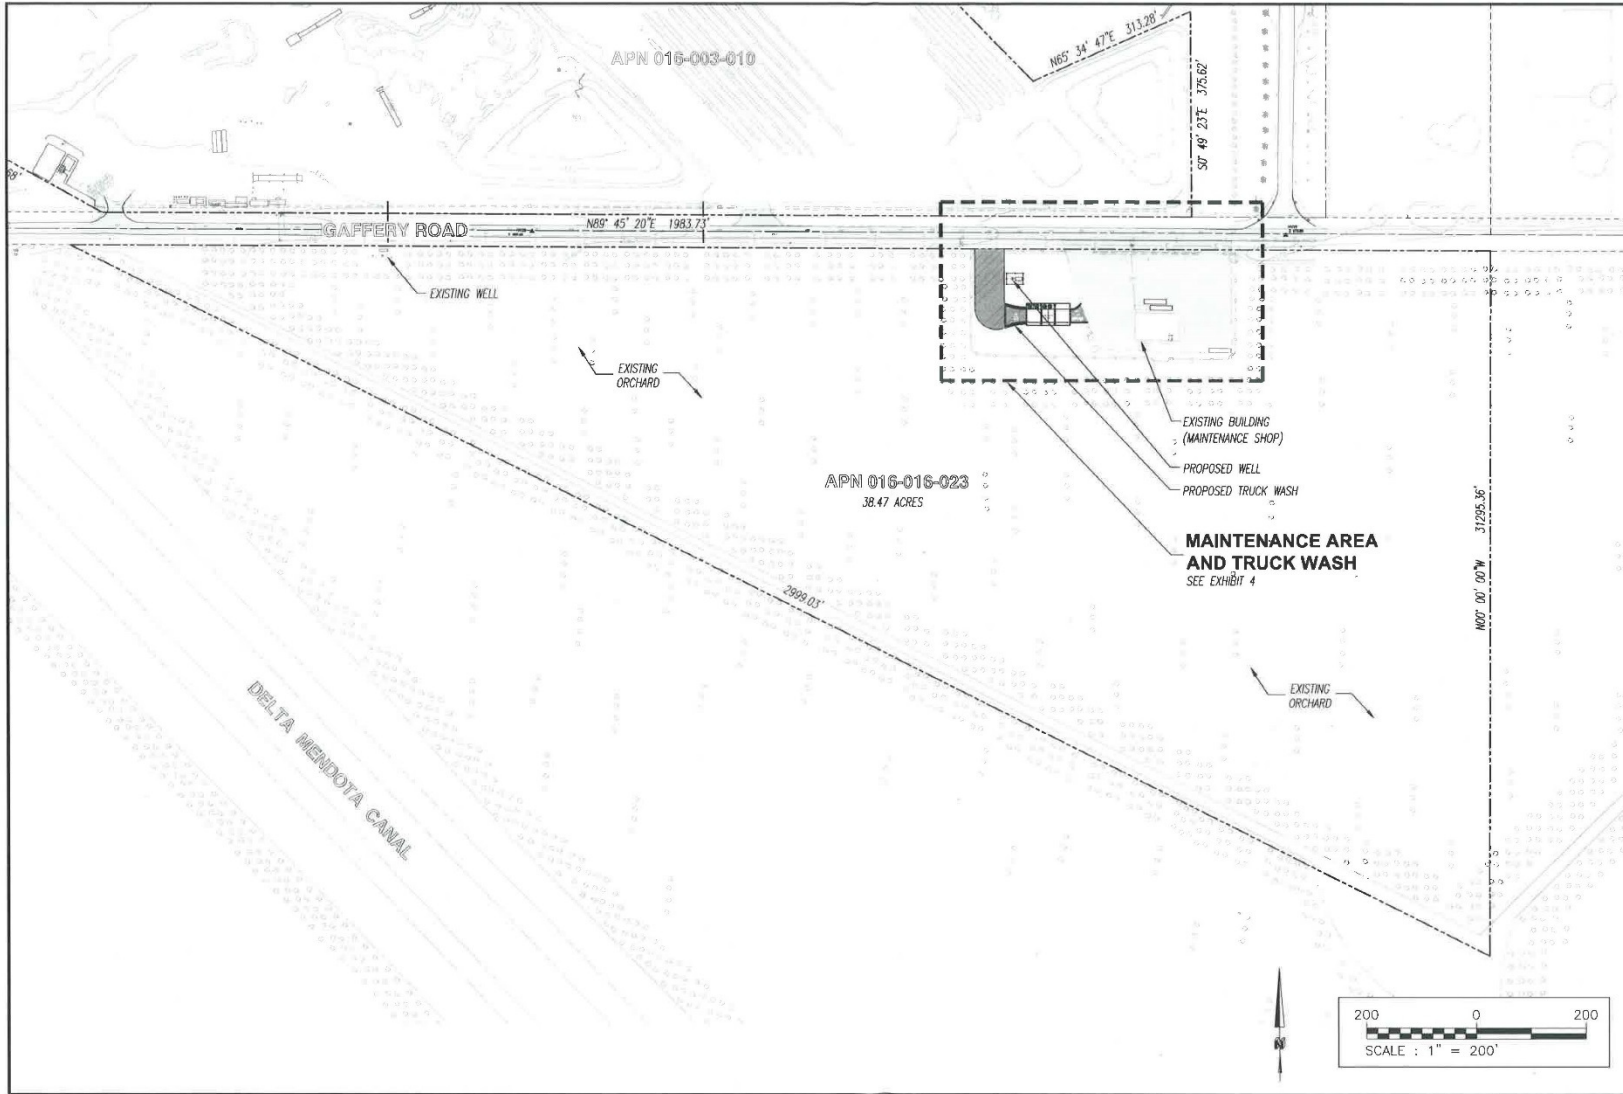 APN 016-003-010
N65° 34' 47"E 313.28'
S0° 49' 23"E 375.62'
68'
GAFFERY ROAD
N89° 45' 20"E 1983.73'
EXISTING WELL
EXISTING
ORCHARD
EXISTING BUILDING
(MAINTENANCE SHOP)
PROPOSED WELL
PROPOSED TRUCK WASH
APN 016-016-023
38.47 ACRES
MAINTENANCE AREA
AND TRUCK WASH
SEE EXHIBIT 4
N00° 00' 00"W 31295.36'
2999.03'
EXISTING
ORCHARD
DELTA MENDOTA CANAL
N
200 0 200
SCALE : 1" = 200'